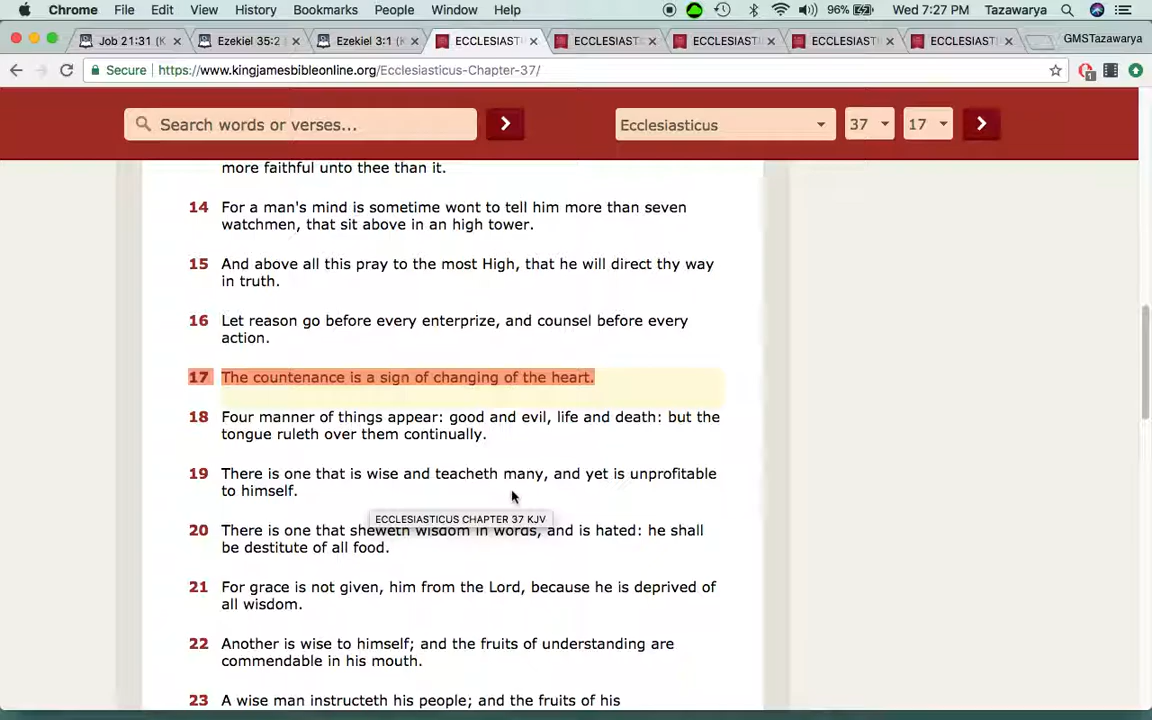 Chrome File Edit View History Bookmarks People Window Help 96% Wed 7:27 PM Tazawarya
Job 21:31 (K Ezekiel 35:2 Ezekiel 3:1 (K ECCLESIAST ECCLESIAST ECCLESIAST ECCLESIAST ECCLESIAST GMSTazawarya
Secure https://www.kingjamesbibleonline.org/Ecclesiasticus-Chapter-37/
Search words or verses... Ecclesiasticus 37 17
more faithful unto thee than it.
14 For a man's mind is sometime wont to tell him more than seven
watchmen, that sit above in an high tower.
15 And above all this pray to the most High, that he will direct thy way
in truth.
16 Let reason go before every enterprize, and counsel before every
action.
17 The countenance is a sign of changing of the heart.
18 Four manner of things appear: good and evil, life and death: but the
tongue ruleth over them continually.
19 There is one that is wise and teacheth many, and yet is unprofitable
to himself.
ECCLESIASTICUS CHAPTER 37 KJV
20 There is one that sheweth wisdom in words, and is hated: he shall
be destitute of all food.
21 For grace is not given, him from the Lord, because he is deprived of
all wisdom.
22 Another is wise to himself; and the fruits of understanding are
commendable in his mouth.
23 A wise man instructeth his people; and the fruits of his